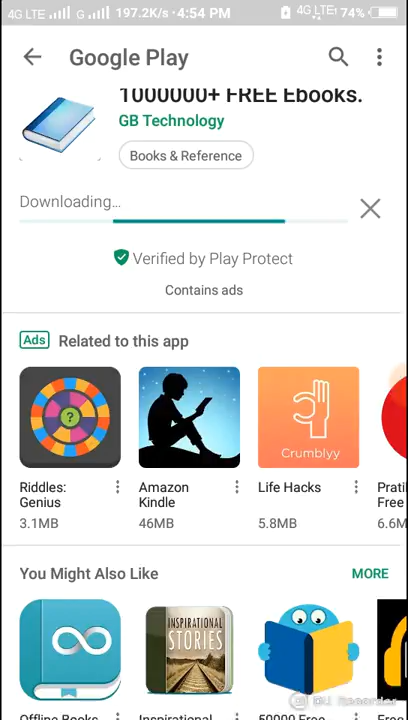 4G LTE G 197.2K/s 4:54 PM 4G LTE 74%
Google Play
1000000+ FREE Ebooks.
GB Technology
Books & Reference
Downloading...
Verified by Play Protect
Contains ads
Ads Related to this app
?
Crumblyy
Riddles: Genius
3.1MB
Amazon Kindle
46MB
Life Hacks
5.8MB
Prati
Free
6.6M
You Might Also Like
MORE
INSPIRATIONAL STORIES
Offline Books
Inspirational
50000 Free
Free
Recorder